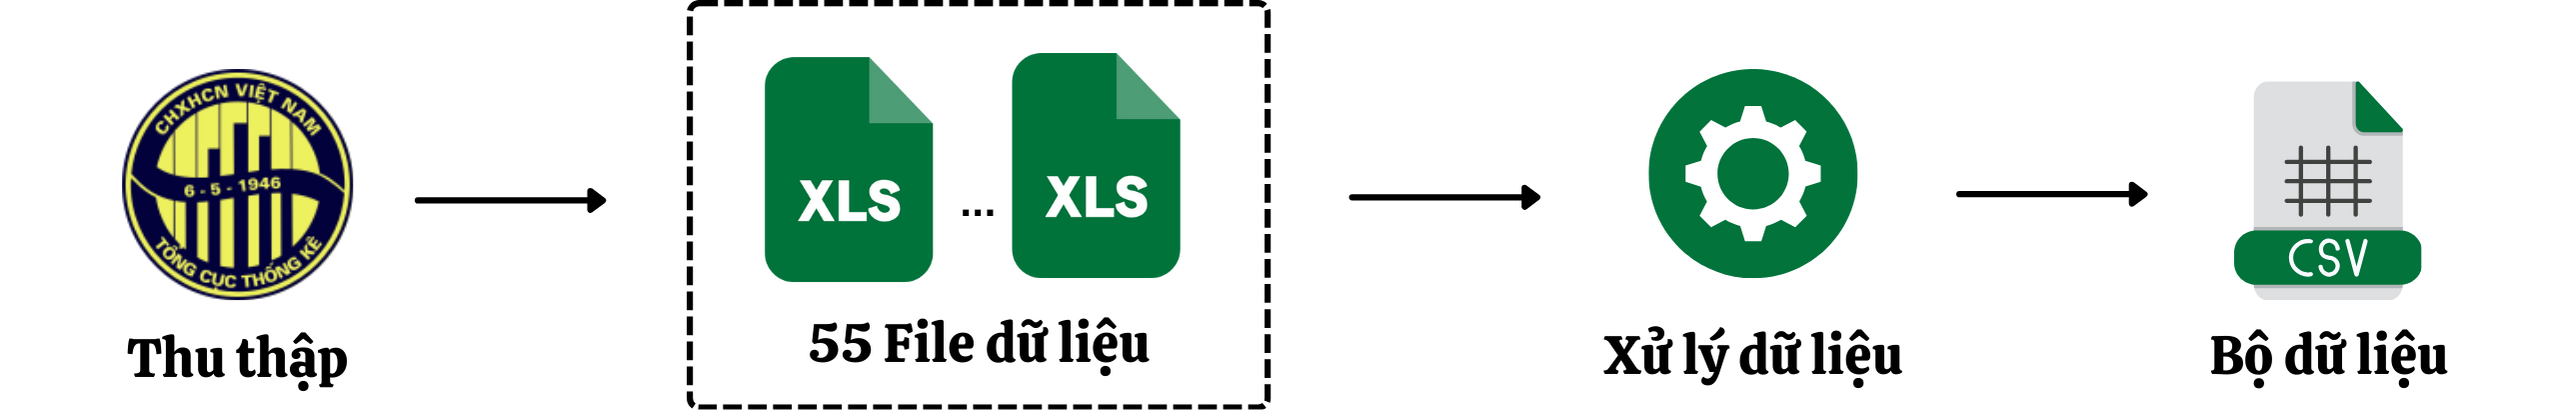 CHXHCN VIỆT NAM
6 - 5 - 1946
TỔNG CỤC THỐNG KÊ
Thu thập
XLS
...
XLS
55 File dữ liệu
Xử lý dữ liệu
CSV
Bộ dữ liệu